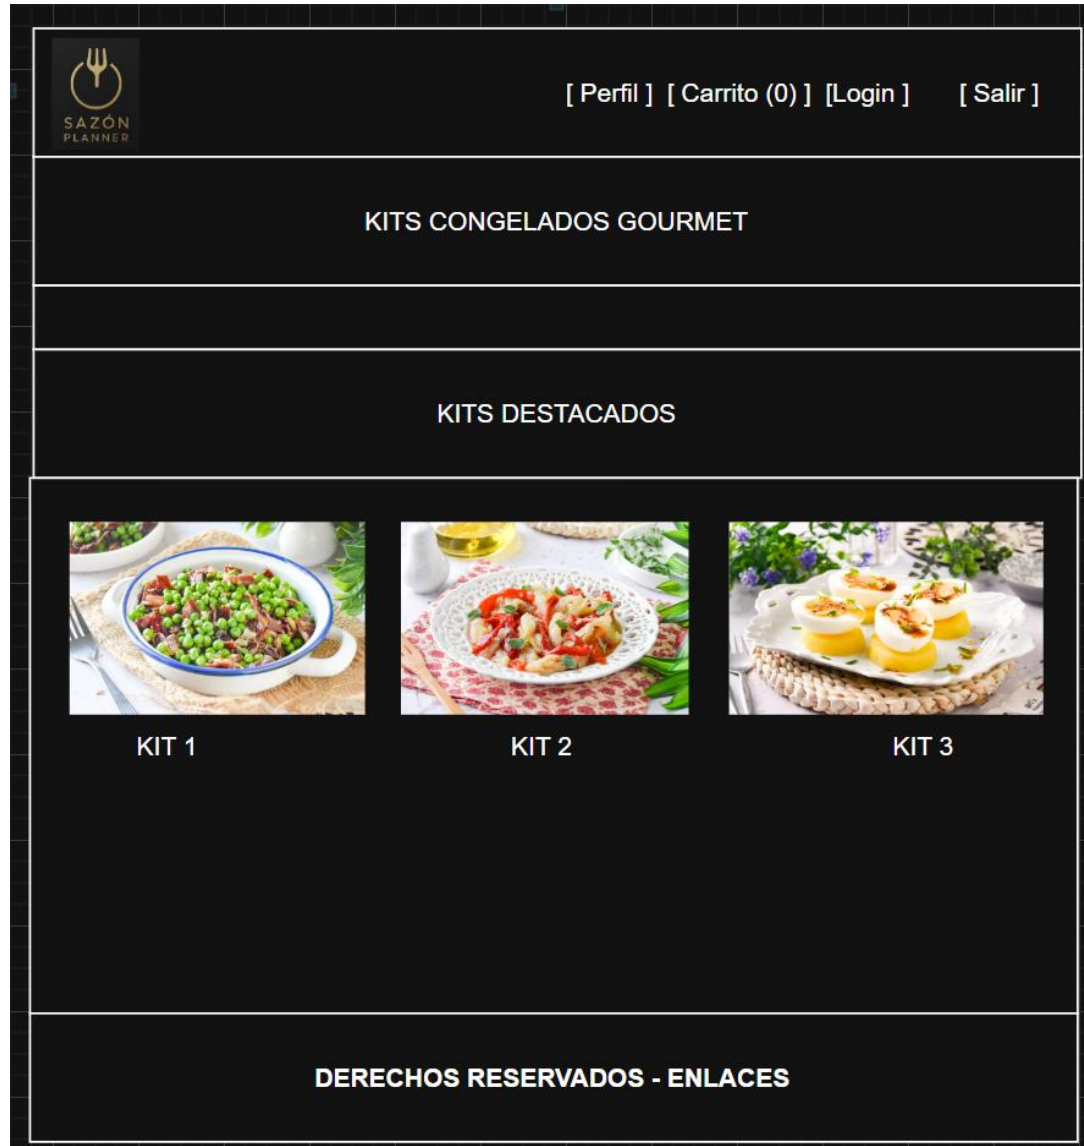 SAZÓN
PLANNER
[ Perfil ] [ Carrito (0) ] [Login ] [ Salir ]
KITS CONGELADOS GOURMET
KITS DESTACADOS
KIT 1 KIT 2 KIT 3
DERECHOS RESERVADOS - ENLACES